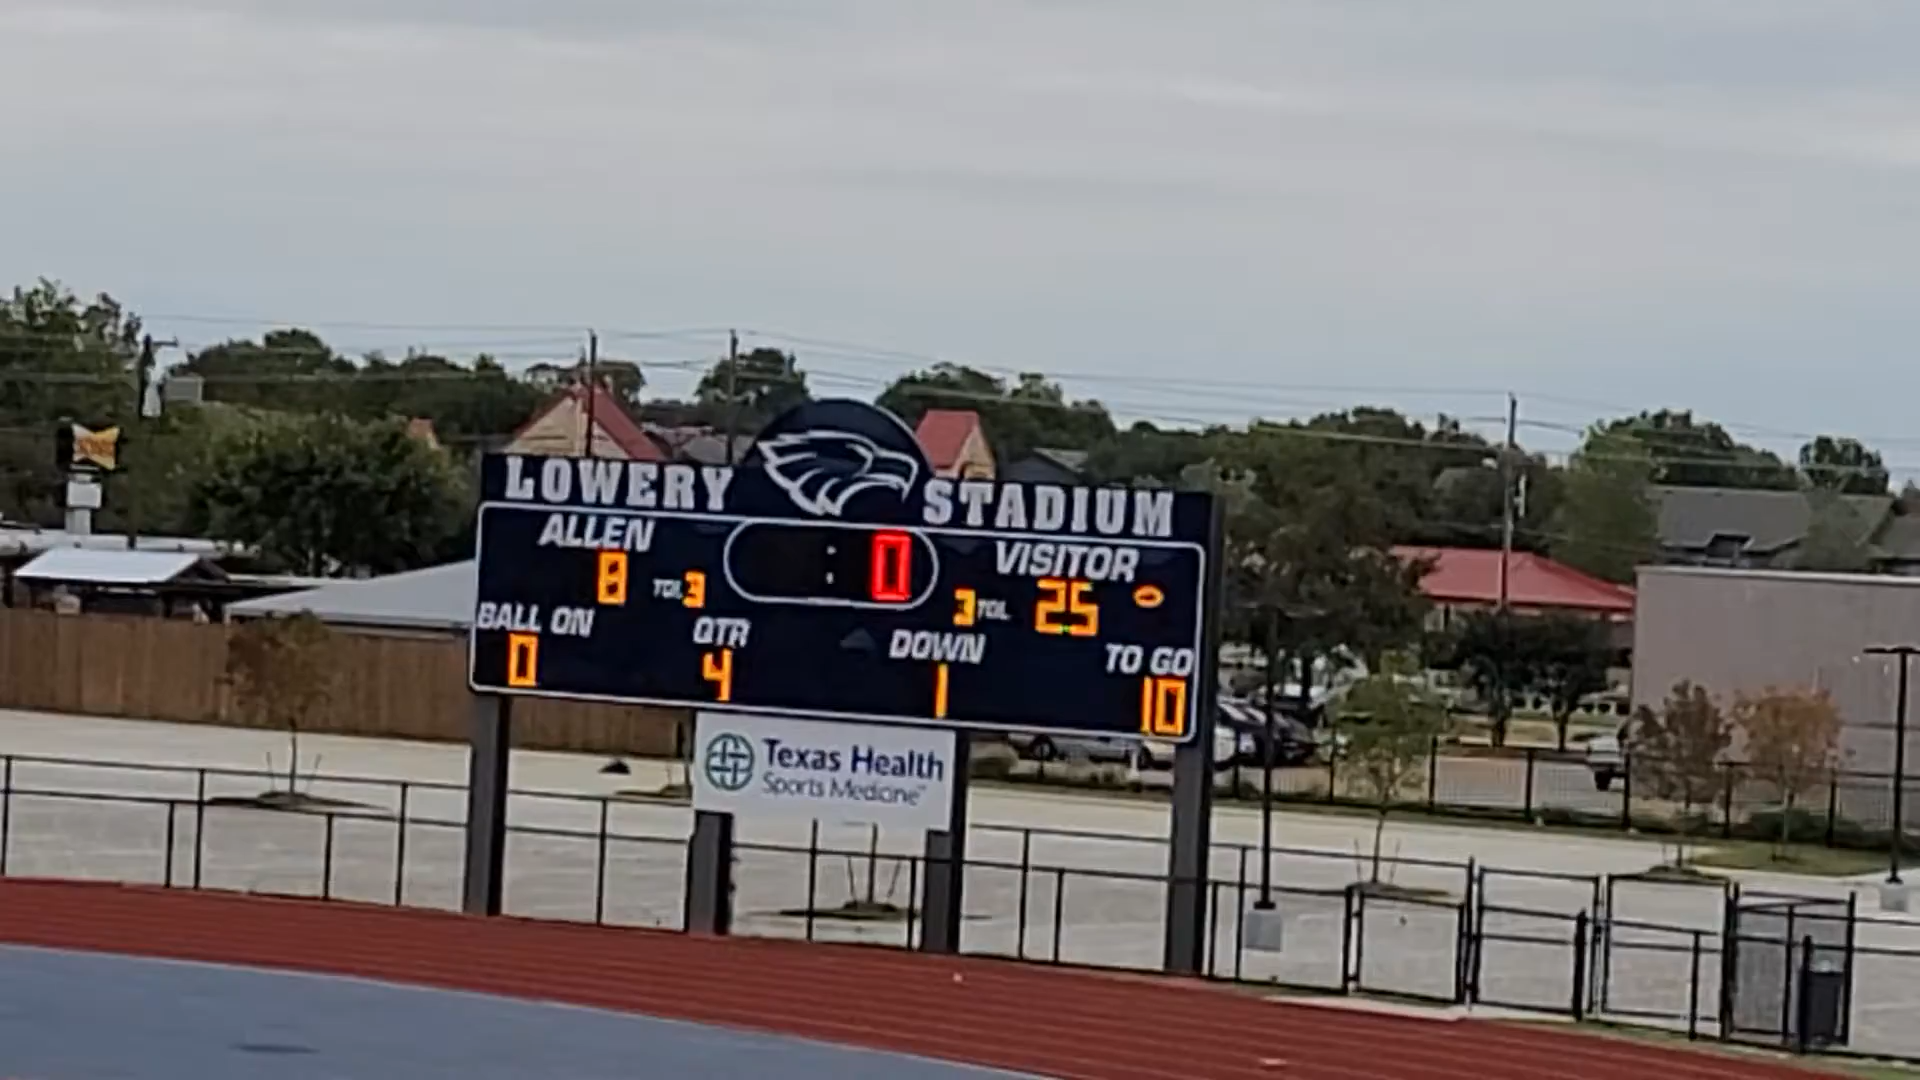 LOWERY STADIUM
ALLEN : 0 VISITOR
8 TOL 3 3 TOL 25
BALL ON QTR DOWN TO GO
0 4 1 10
Texas Health
Sports Medicine